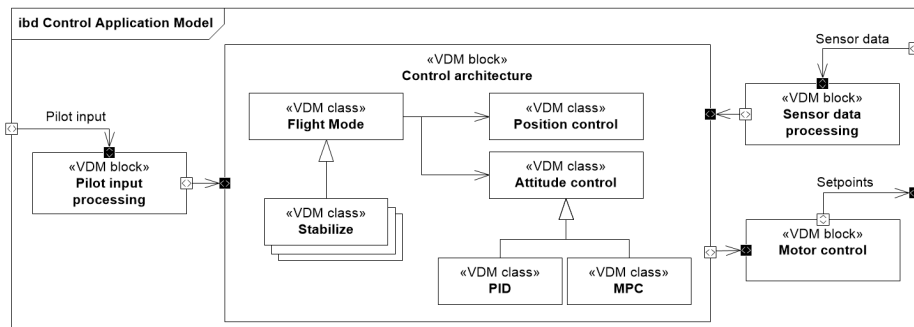 ibd Control Application Model
Sensor data
«VDM block»
Control architecture
«VDM class»
Flight Mode
«VDM class»
Position control
«VDM block»
Sensor data
processing
Pilot input
«VDM block»
Pilot input
processing
«VDM class»
Attitude control
Setpoints
«VDM class»
Stabilize
«VDM block»
Motor control
«VDM class»
PID
«VDM class»
MPC